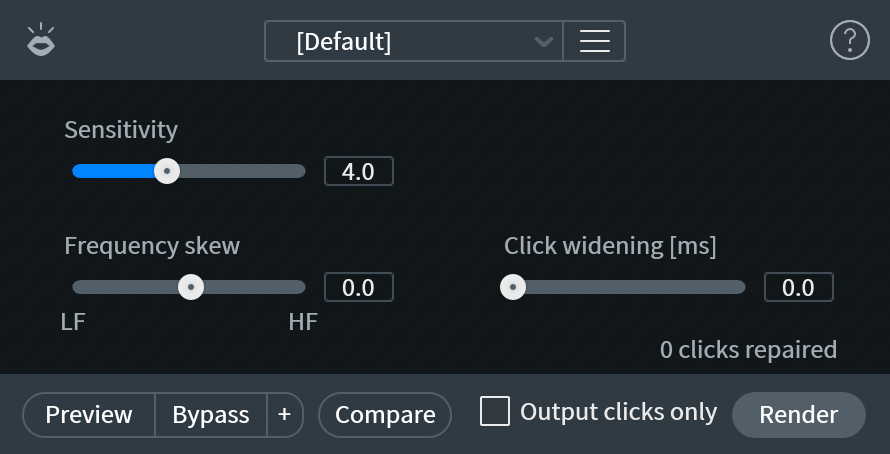 [Default]
?
Sensitivity
4.0
Frequency skew
Click widening [ms]
0.0
0.0
LF
HF
0 clicks repaired
Preview
Bypass
+
Compare
Output clicks only
Render